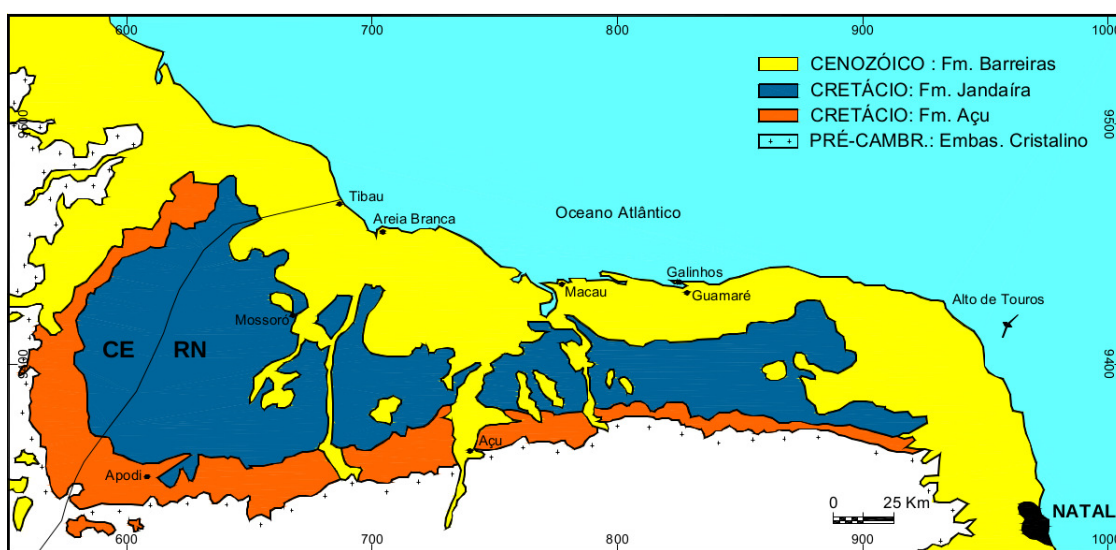 600
700
800
900
1000
CENOZÓICO : Fm. Barreiras
CRETÁCIO: Fm. Jandaíra
CRETÁCIO: Fm. Açu
PRÉ-CAMBR.: Embas. Cristalino
9500
9500
Tibau
Areia Branca
Oceano Atlântico
Galinhos
Macau
Guamaré
Alto de Touros
Mossoró
CE
RN
9400
9400
Açu
Apodi
0
25 Km
NATAL
600
700
800
900
1000